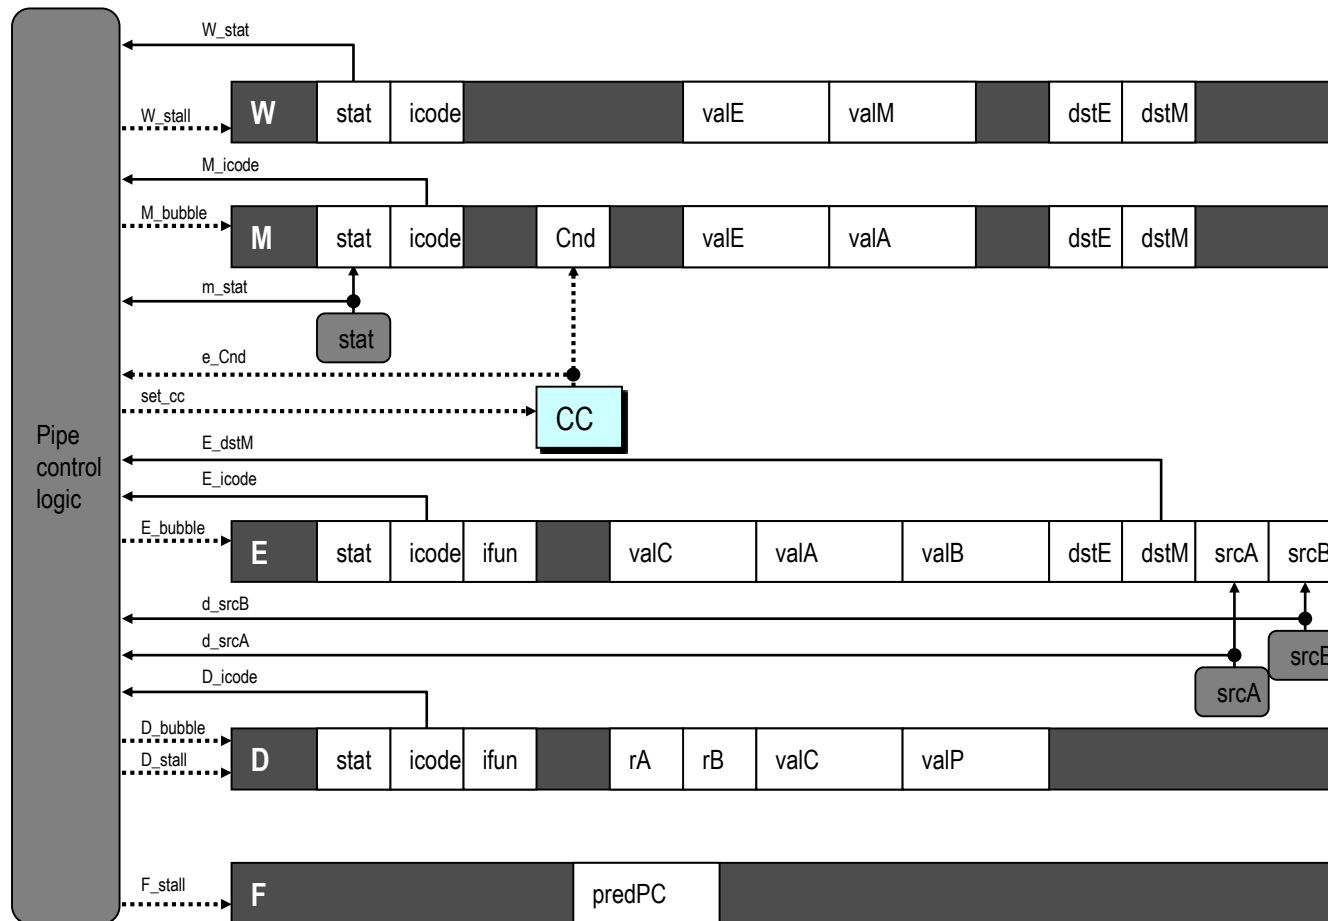 W_stat
W_stall
W stat icode valE valM dstE dstM
M_icode
M_bubble
M stat icode Cnd valE valA dstE dstM
m_stat
stat
e_Cnd
set_cc
CC
E_dstM
Pipe
control
logic
E_icode
E_bubble
E stat icode ifun valC valA valB dstE dstM srcA srcB
d_srcB
d_srcA
srcB
srcA
D_icode
D_bubble
D_stall
D stat icode ifun rA rB valC valP
F_stall
F predPC